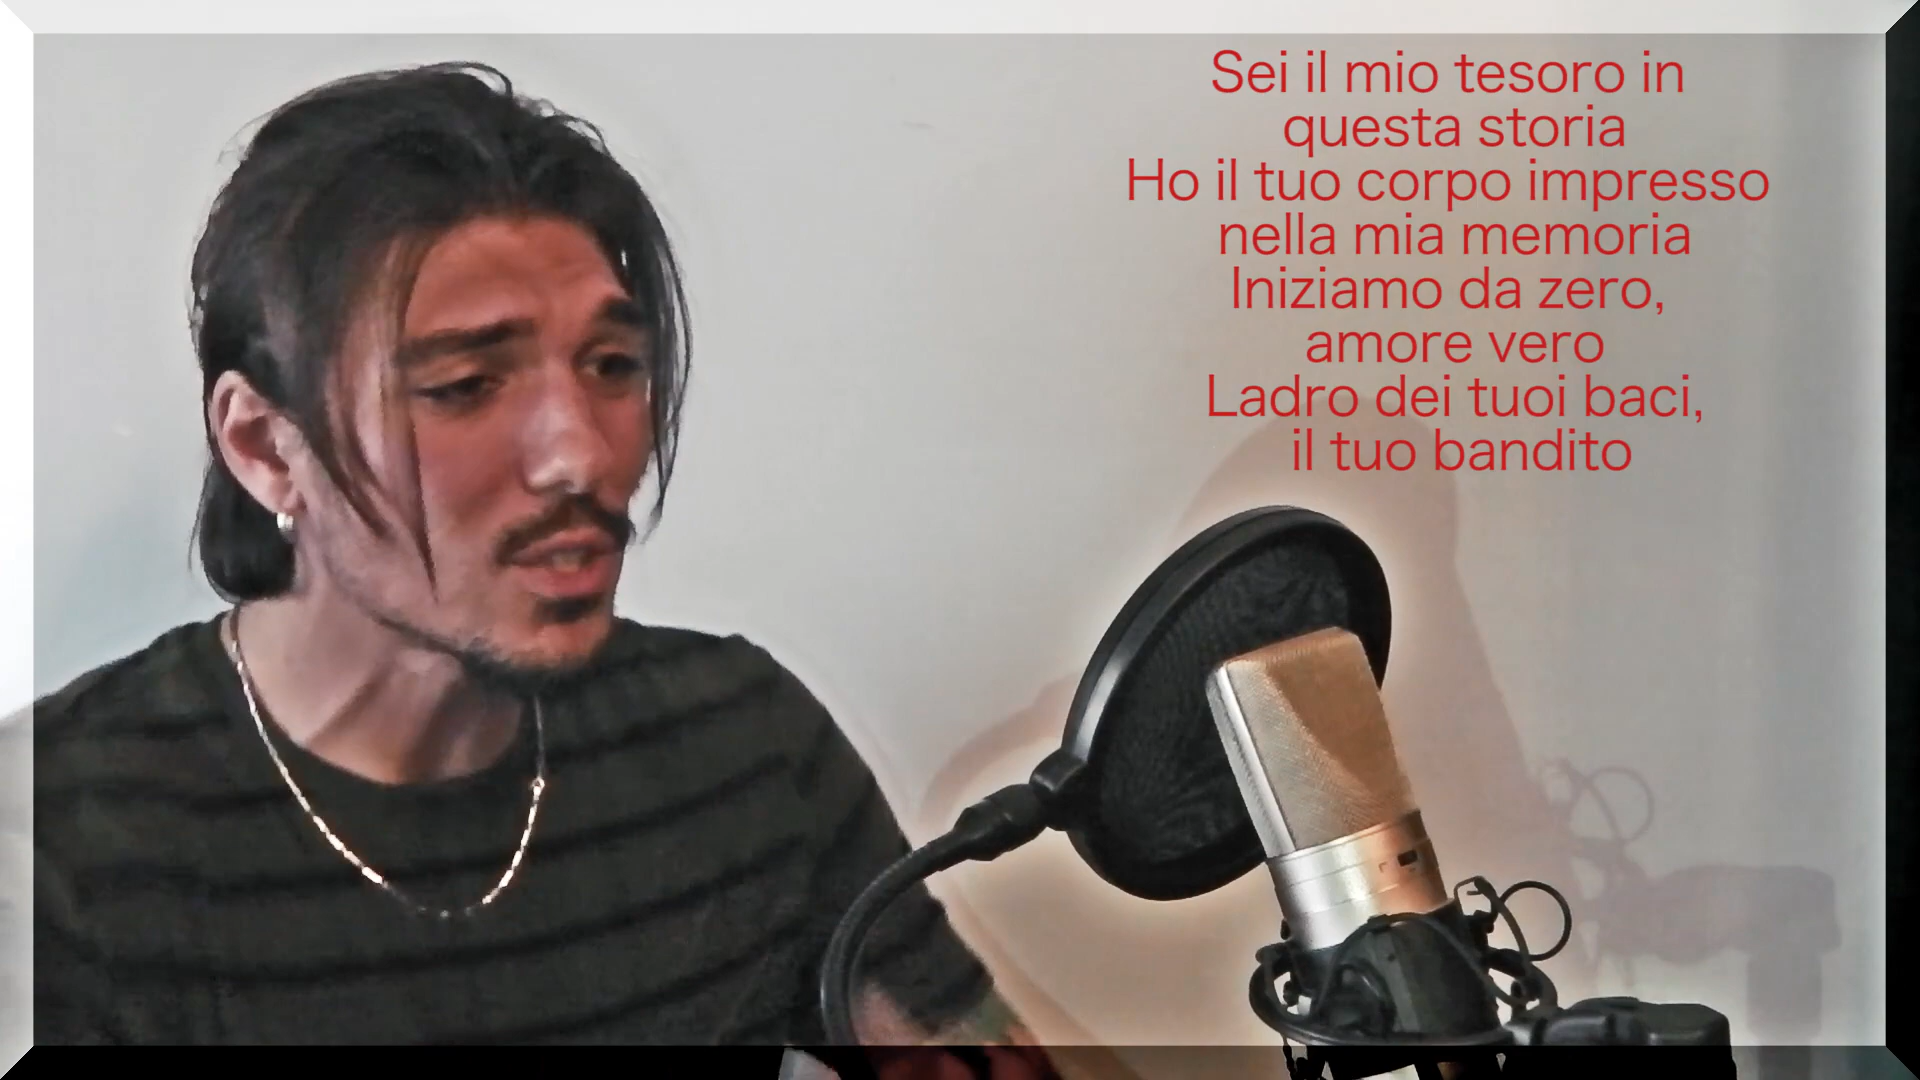 Sei il mio tesoro in
questa storia
Ho il tuo corpo impresso
nella mia memoria
Iniziamo da zero,
amore vero
Ladro dei tuoi baci,
il tuo bandito